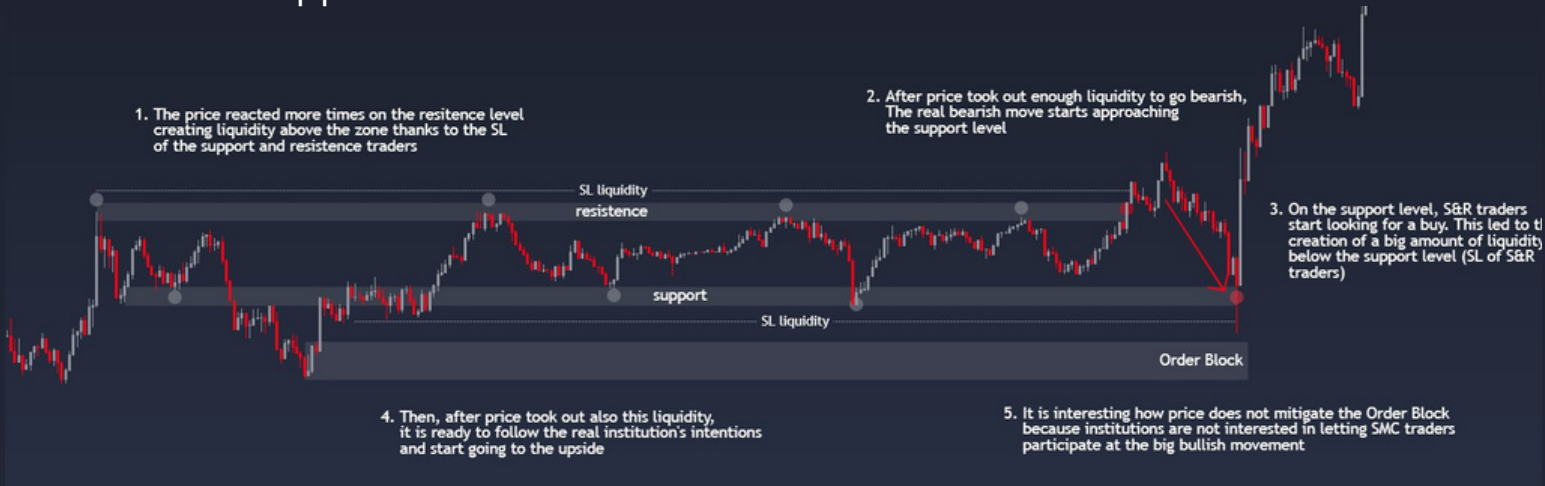 1. The price reacted more times on the resitence level
creating liquidity above the zone thanks to the SL
of the support and resistence traders
2. After price took out enough liquidity to go bearish,
The real bearish move starts approaching
the support level
SL liquidity
resistence
3. On the support level, S&R traders
start looking for a buy. This led to
creation of a big amount of liquidity
below the support level (SL of S&R
traders)
support
SL liquidity
Order Block
4. Then, after price took out also this liquidity,
it is ready to follow the real institution's intentions
and start going to the upside
5. It is interesting how price does not mitigate the Order Block
because institutions are not interested in letting SMC traders
participate at the big bullish movement